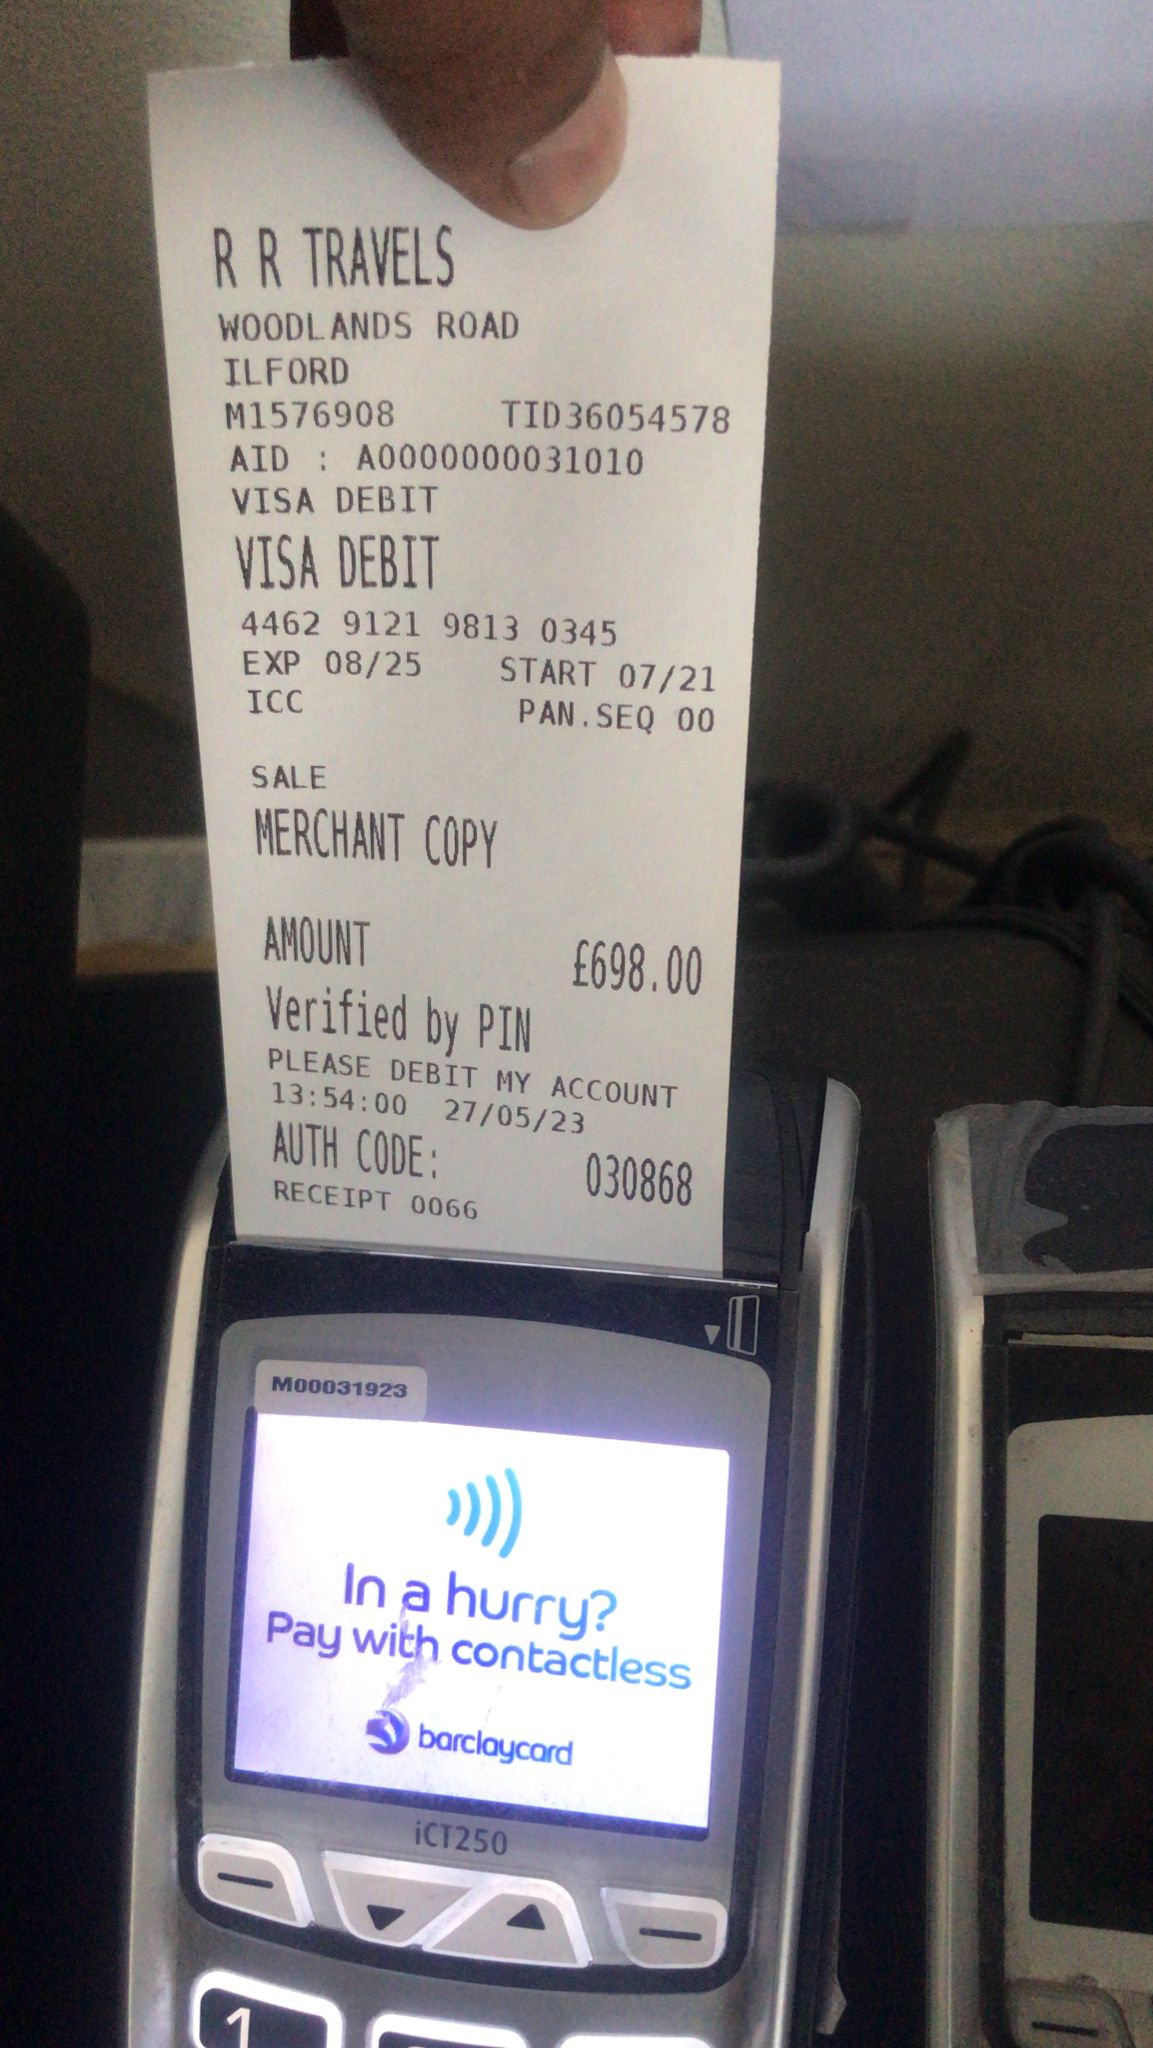 R R TRAVELS
WOODLANDS ROAD
ILFORD
M1576908 TID36054578
AID : A0000000031010
VISA DEBIT
VISA DEBIT
4462 9121 9813 0345
EXP 08/25 START 07/21
ICC PAN.SEQ 00
SALE
MERCHANT COPY
AMOUNT £698.00
Verified by PIN
PLEASE DEBIT MY ACCOUNT
13:54:00 27/05/23
AUTH CODE: 030868
RECEIPT 0066
M00031923
In a hurry?
Pay with contactless
barclaycard
iCT250
1